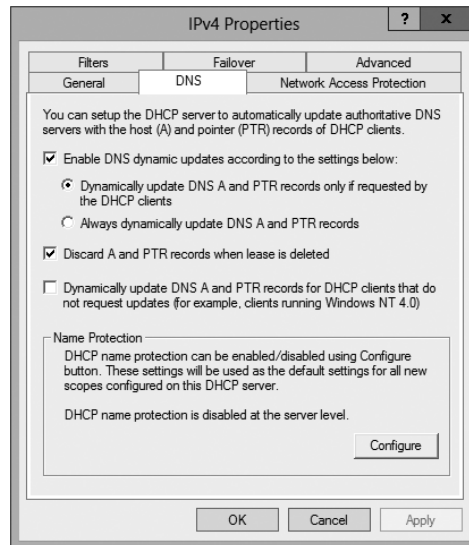 IPv4 Properties
?
x
Filters
Failover
Advanced
General
DNS
Network Access Protection
You can setup the DHCP server to automatically update authoritative DNS
servers with the host (A) and pointer (PTR) records of DHCP clients.
Enable DNS dynamic updates according to the settings below:
Dynamically update DNS A and PTR records only if requested by
the DHCP clients
Always dynamically update DNS A and PTR records
Discard A and PTR records when lease is deleted
Dynamically update DNS A and PTR records for DHCP clients that do
not request updates (for example, clients running Windows NT 4.0)
Name Protection
DHCP name protection can be enabled/disabled using Configure
button. These settings will be used as the default settings for all new
scopes configured on this DHCP server.
DHCP name protection is disabled at the server level.
Configure
OK
Cancel
Apply